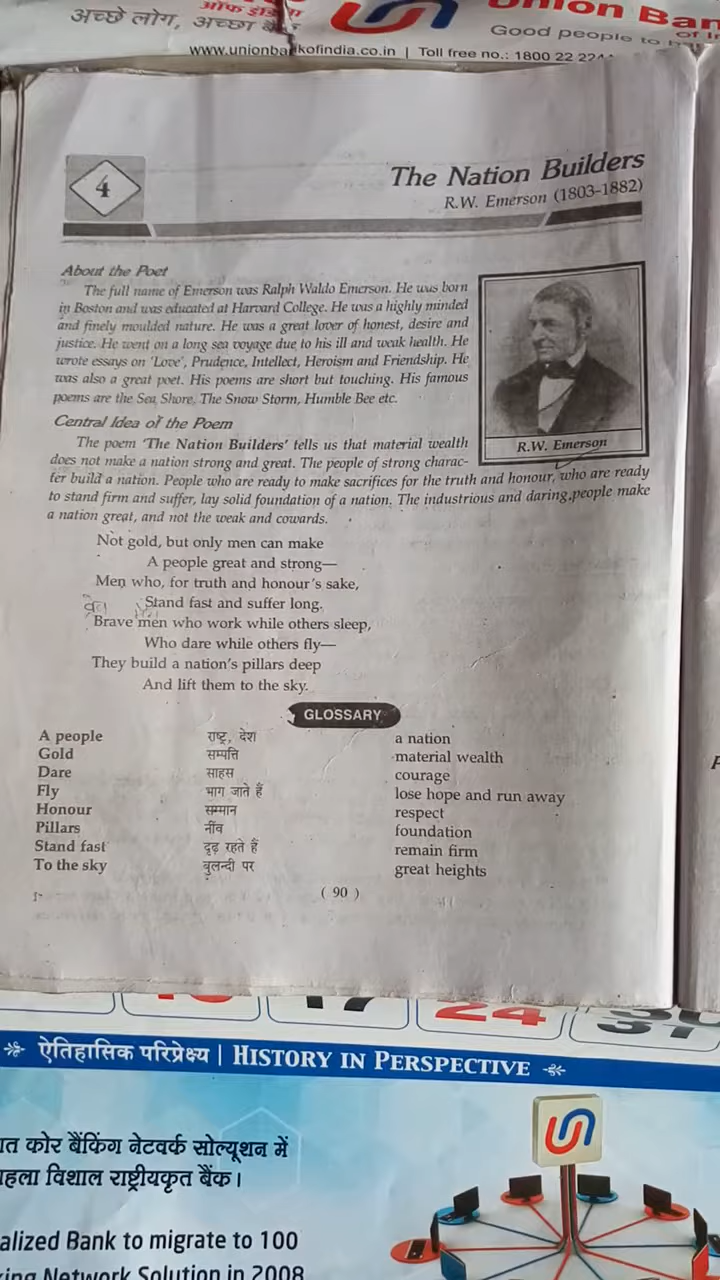 अच्छे लोग, अच्छा बैंक
ऑफ इंडिया
Union Ban
of In
Good people to
www.unionbankofindia.co.in | Toll free no.: 1800 22 224
4
The Nation Builders
R.W. Emerson (1803-1882)
About the Poet
The full name of Emerson was Ralph Waldo Emerson. He was born
in Boston and was educated at Harvard College. He was a highly minded
and finely moulded nature. He was a great lover of honest, desire and
justice. He went on a long sea voyage due to his ill and weak health. He
wrote essays on 'Love', Prudence, Intellect, Heroism and Friendship. He
was also a great poet. His poems are short but touching. His famous
poems are the Sea Shore, The Snow Storm, Humble Bee etc.
R.W. Emerson
Central Idea of the Poem
The poem 'The Nation Builders' tells us that material wealth
does not make a nation strong and great. The people of strong charac-
ter build a nation. People who are ready to make sacrifices for the truth and honour, who are ready
to stand firm and suffer, lay solid foundation of a nation. The industrious and daring people make
a nation great, and not the weak and cowards.
Not gold, but only men can make
A people great and strong—
Men who, for truth and honour's sake,
Stand fast and suffer long.
Brave men who work while others sleep,
Who dare while others fly—
They build a nation's pillars deep
And lift them to the sky.
GLOSSARY
A people राष्ट्र, देश a nation
Gold सम्पत्ति material wealth
Dare साहस courage
Fly भाग जाते हैं lose hope and run away
Honour सम्मान respect
Pillars नींव foundation
Stand fast दृढ़ रहते हैं remain firm
To the sky बुलन्दी पर great heights
( 90 )
17 24 31
ऐतिहासिक परिप्रेक्ष्य | HISTORY IN PERSPECTIVE
त कोर बैंकिंग नेटवर्क सोल्यूशन में
हला विशाल राष्ट्रीयकृत बैंक।
alized Bank to migrate to 100
king Network Solution in 2008